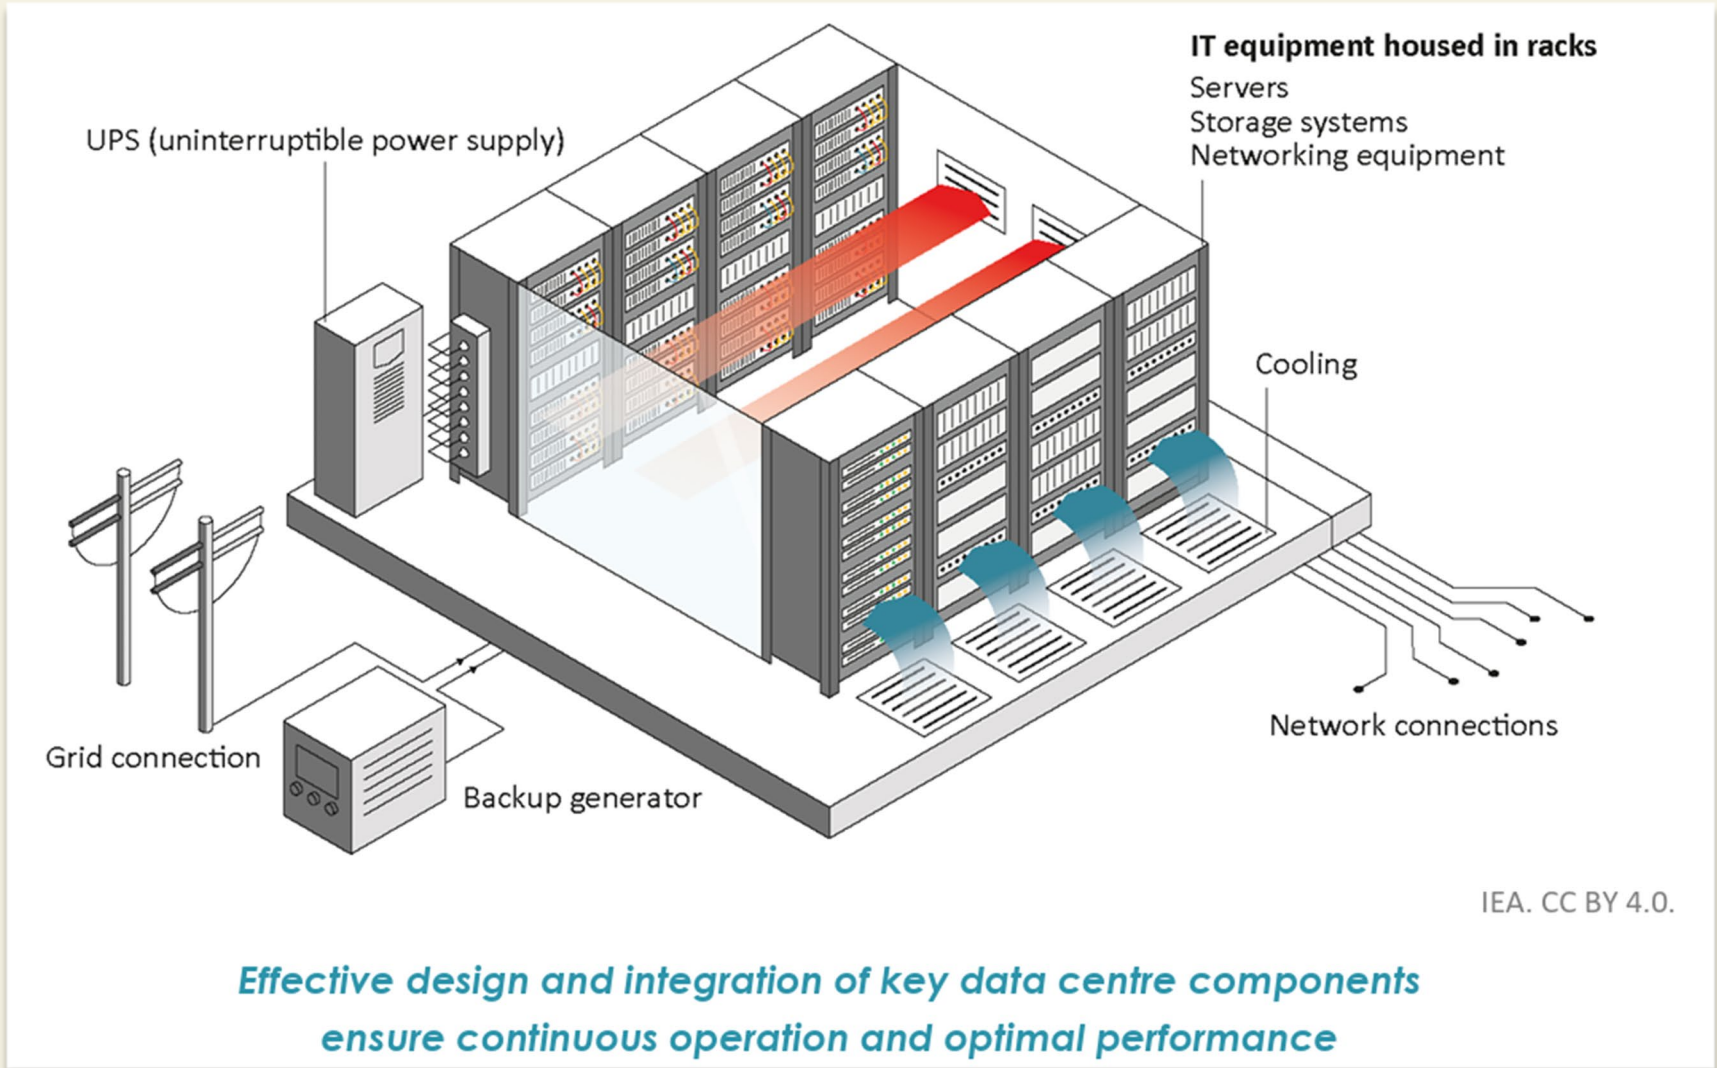 IT equipment housed in racks
Servers
Storage systems
Networking equipment
UPS (uninterruptible power supply)
Cooling
Network connections
Grid connection
Backup generator
IEA. CC BY 4.0.
Effective design and integration of key data centre components
ensure continuous operation and optimal performance